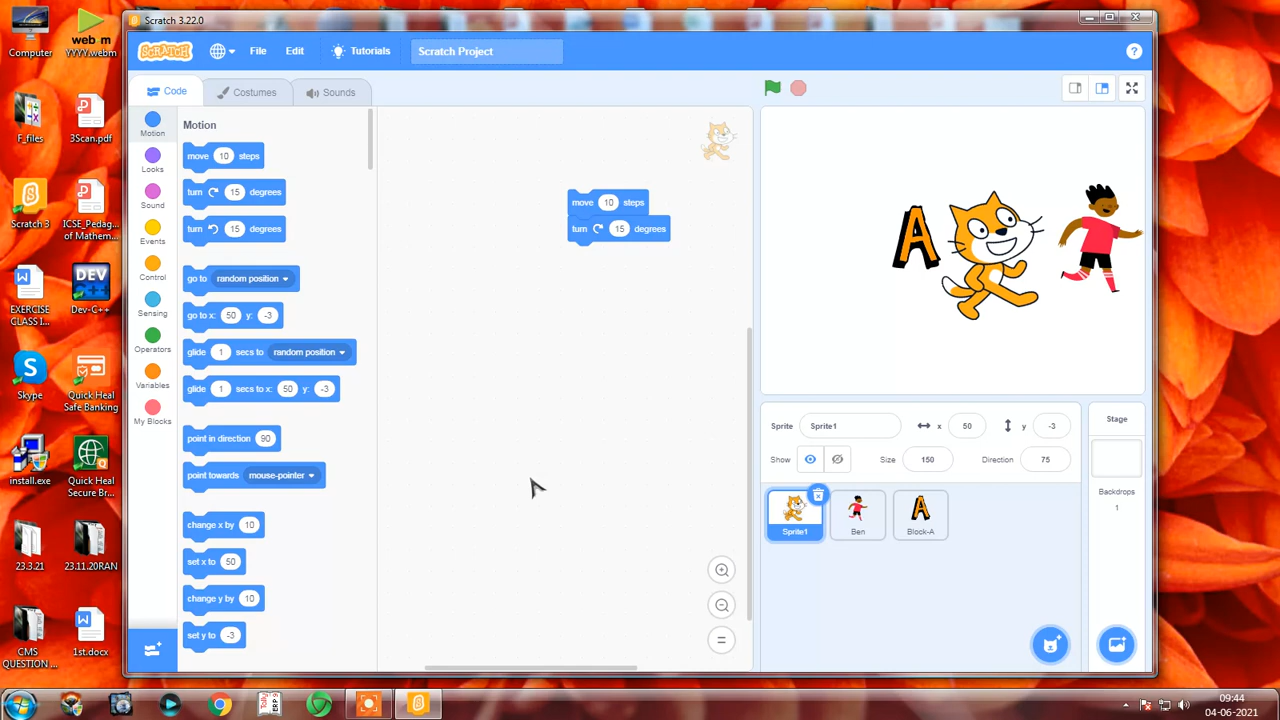 Computer
web m
YYYY.webm
F_files
3Scan.pdf
Scratch 3
ICSE_Pedag...
of Mathem...
EXERCISE
CLASS I...
DEV
Dev-C++
Skype
Quick Heal
Safe Banking
install.exe
Quick Heal
Secure Br...
23.3.21
23.11.20RAN
CMS
QUESTION ...
1st.docx
Scratch 3.22.0
SCRATCH
File
Edit
Tutorials
Scratch Project
?
Code
Costumes
Sounds
Motion
Looks
Sound
Events
Control
Sensing
Operators
Variables
My Blocks
Motion
move 10 steps
turn 15 degrees
turn 15 degrees
go to random position
go to x: 50 y: -3
glide 1 secs to random position
glide 1 secs to x: 50 y: -3
point in direction 90
point towards mouse-pointer
change x by 10
set x to 50
change y by 10
set y to -3
move 10 steps
turn 15 degrees
A
Sprite Sprite1 x 50 y -3
Show Size 150 Direction 75
Sprite1
Ben
A
Block-A
Stage
Backdrops
1
09:44
04-06-2021